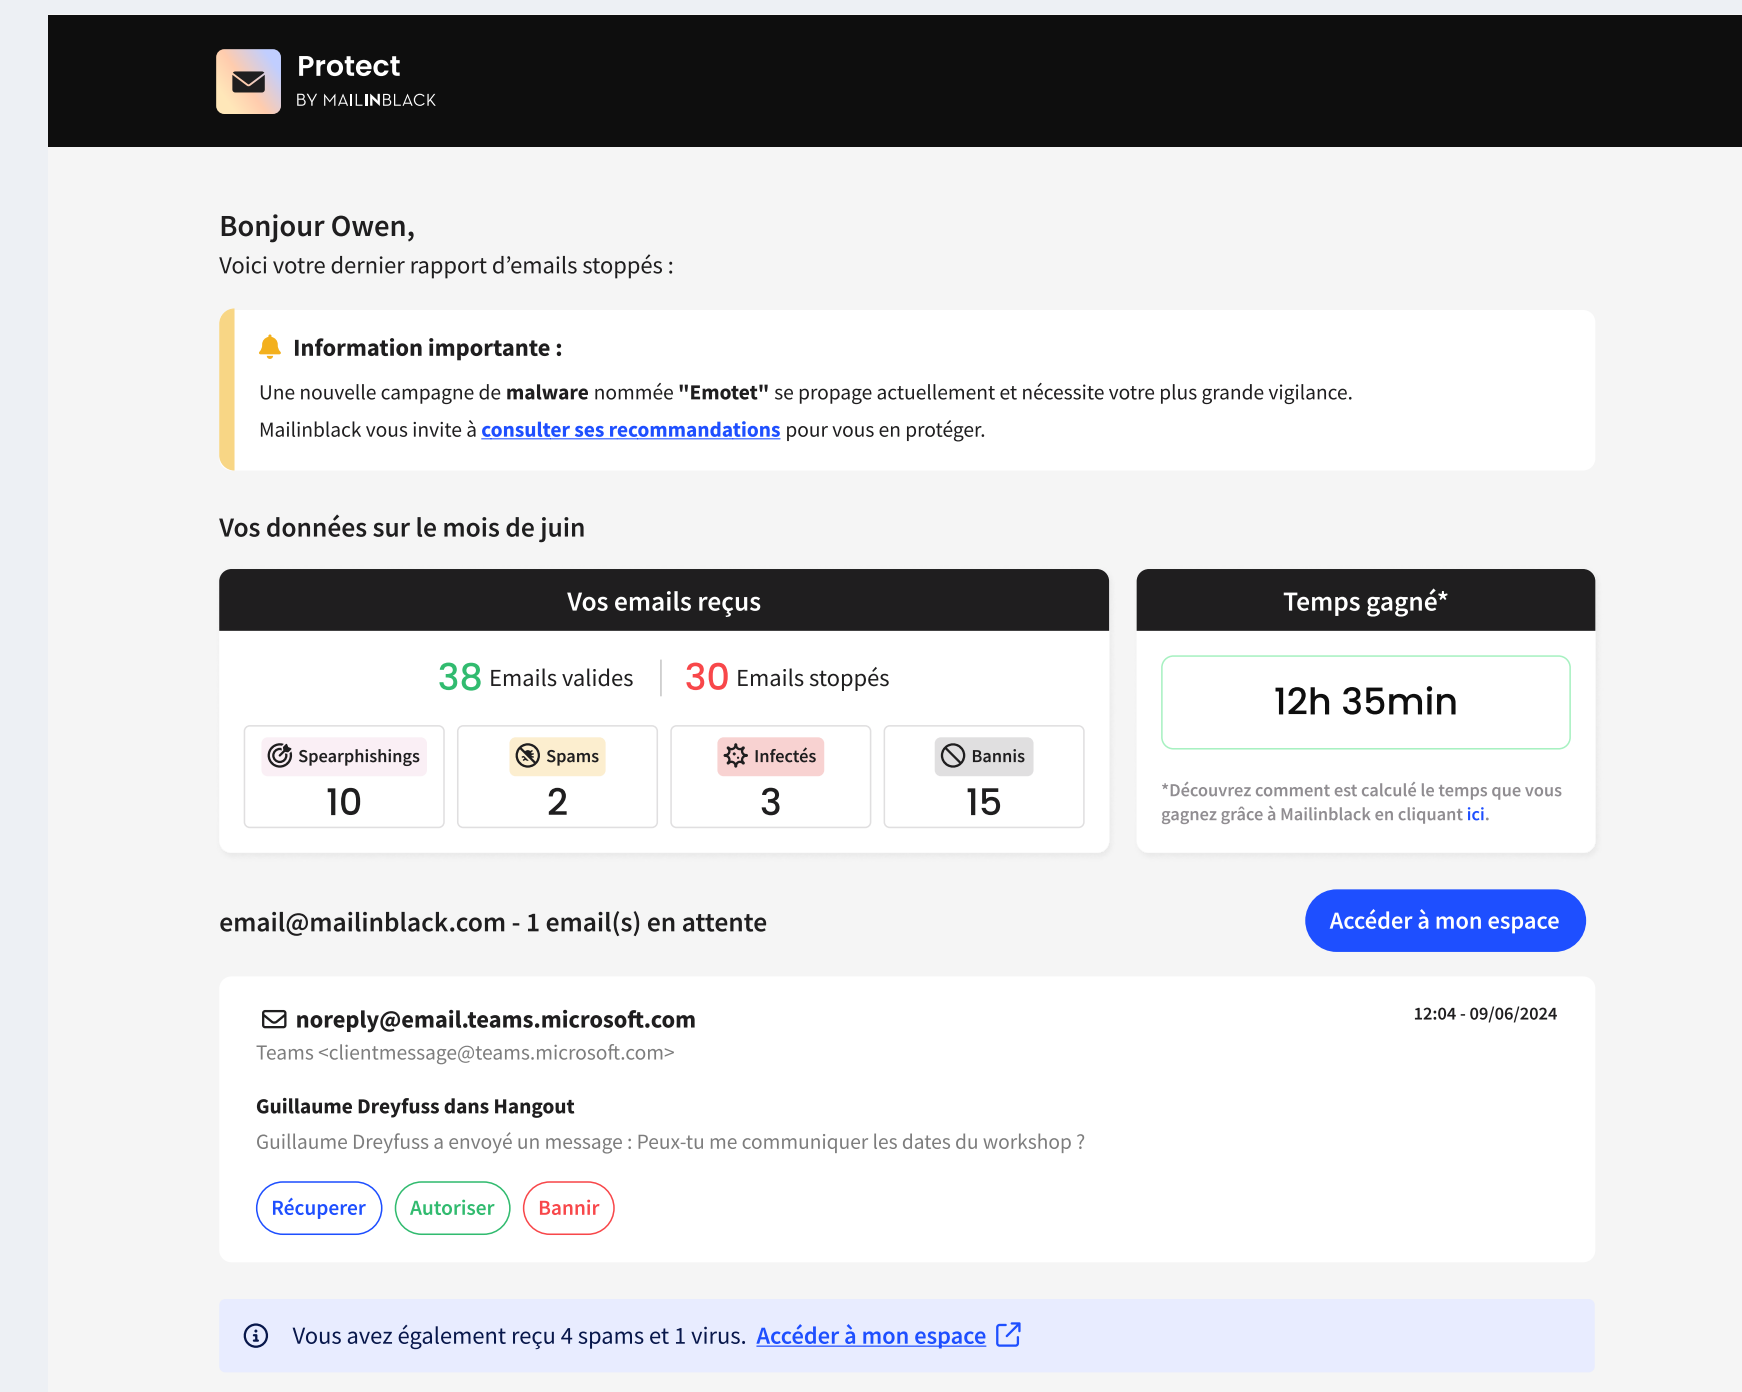 Protect
BY MAILINBLACK
Bonjour Owen,
Voici votre dernier rapport d’emails stoppés :
Information importante :
Une nouvelle campagne de malware nommée "Emotet" se propage actuellement et nécessite votre plus grande vigilance.
Mailinblack vous invite à consulter ses recommandations pour vous en protéger.
Vos données sur le mois de juin
Vos emails reçus
38 Emails valides
30 Emails stoppés
Spearphishings
10
Spams
2
Infectés
3
Bannis
15
Temps gagné*
12h 35min
*Découvrez comment est calculé le temps que vous
gagnez grâce à Mailinblack en cliquant ici.
email@mailinblack.com - 1 email(s) en attente
Accéder à mon espace
noreply@email.teams.microsoft.com
12:04 - 09/06/2024
Teams <clientmessage@teams.microsoft.com>
Guillaume Dreyfuss dans Hangout
Guillaume Dreyfuss a envoyé un message : Peux-tu me communiquer les dates du workshop ?
Récuperer
Autoriser
Bannir
Vous avez également reçu 4 spams et 1 virus. Accéder à mon espace